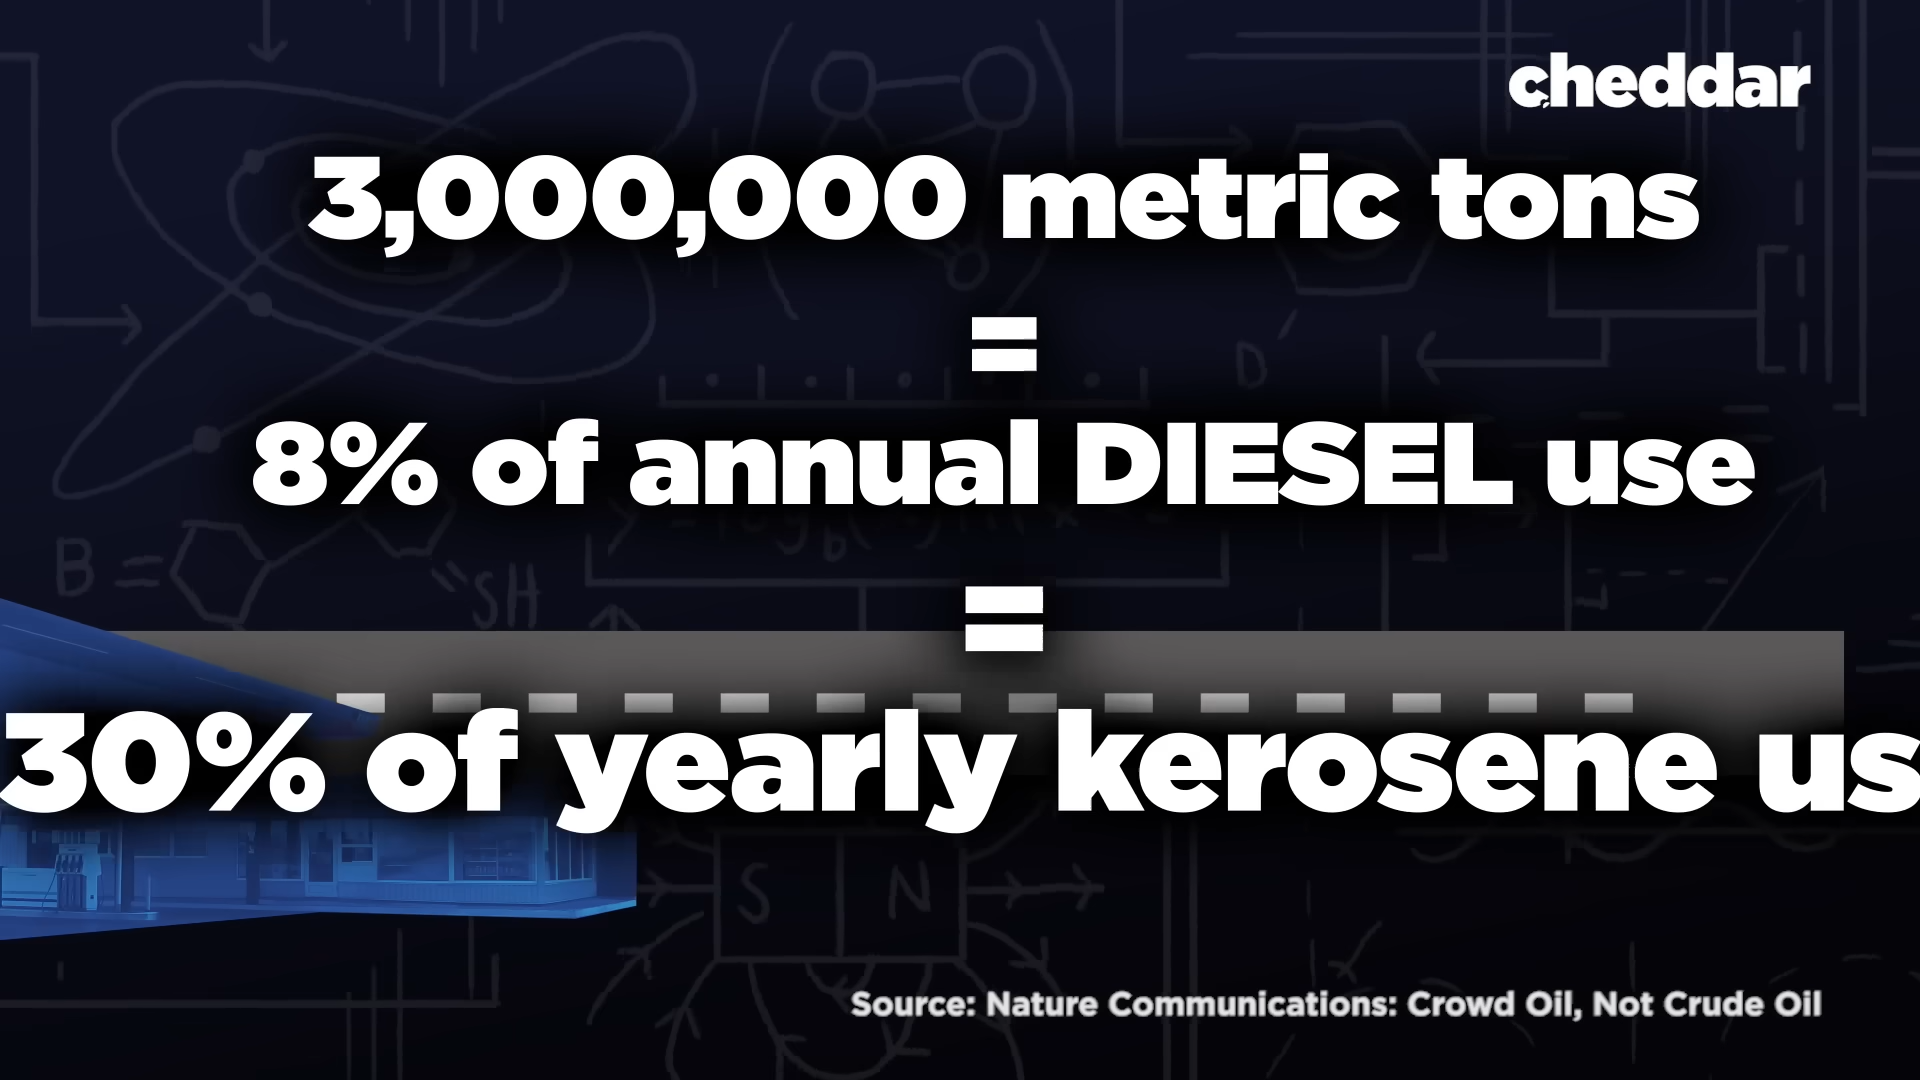 cheddar
3,000,000 metric tons
=
8% of annual DIESEL use
=
30% of yearly kerosene us
D'
B =
SH
S N
Source: Nature Communications: Crowd Oil, Not Crude Oil